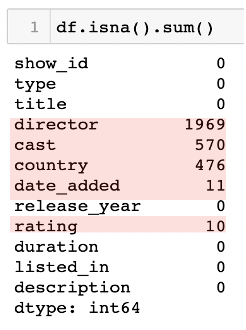 1 df.isna().sum()
show_id 0
type 0
title 0
director 1969
cast 570
country 476
date_added 11
release_year 0
rating 10
duration 0
listed_in 0
description 0
dtype: int64